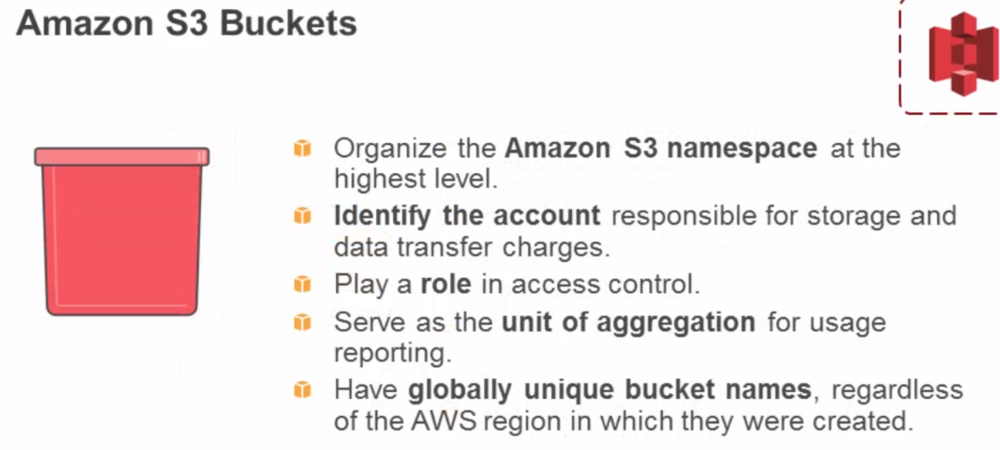 Amazon S3 Buckets
Organize the Amazon S3 namespace at the
highest level.
Identify the account responsible for storage and
data transfer charges.
Play a role in access control.
Serve as the unit of aggregation for usage
reporting.
Have globally unique bucket names, regardless
of the AWS region in which they were created.